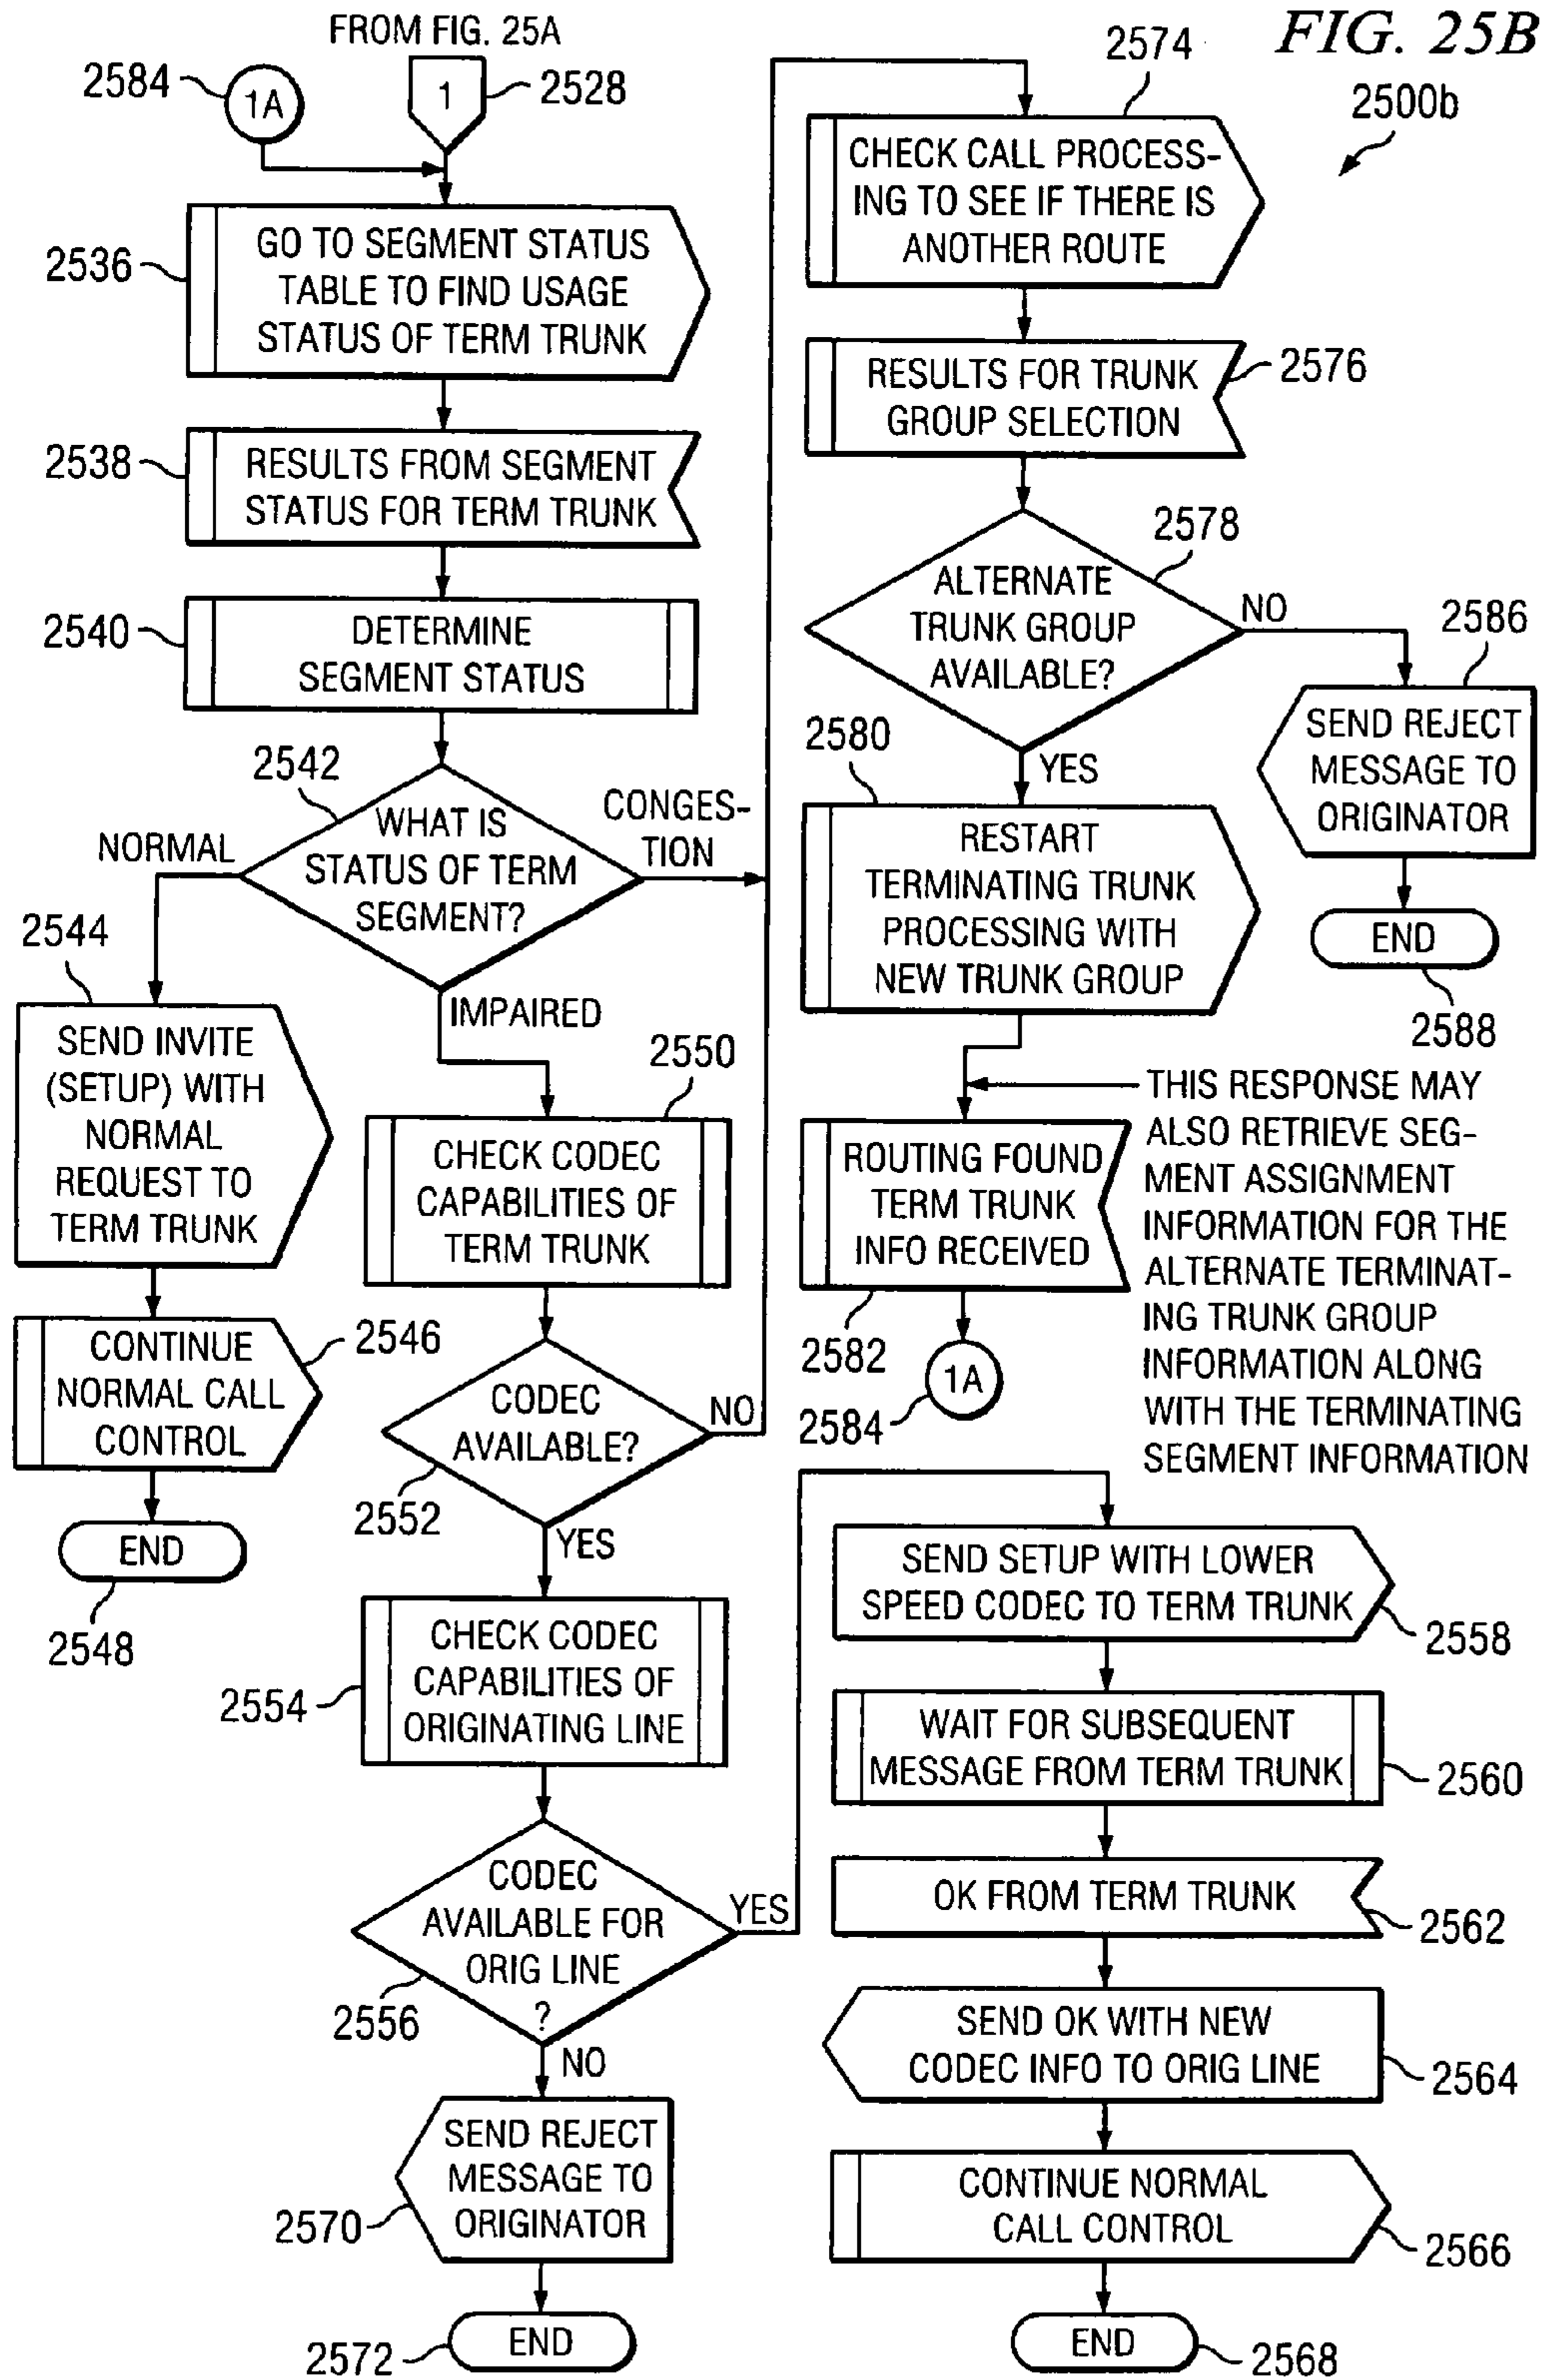 FROM FIG. 25A
FIG. 25B
2500b
2584
1A
1
2528
2536
GO TO SEGMENT STATUS
TABLE TO FIND USAGE
STATUS OF TERM TRUNK
2538
RESULTS FROM SEGMENT
STATUS FOR TERM TRUNK
2540
DETERMINE
SEGMENT STATUS
2542
WHAT IS
STATUS OF TERM
SEGMENT?
NORMAL
CONGES-
TION
IMPAIRED
2544
SEND INVITE
(SETUP) WITH
NORMAL
REQUEST TO
TERM TRUNK
2546
CONTINUE
NORMAL CALL
CONTROL
END
2548
2550
CHECK CODEC
CAPABILITIES OF
TERM TRUNK
CODEC
AVAILABLE?
NO
2552
YES
CHECK CODEC
CAPABILITIES OF
ORIGINATING LINE
2554
CODEC
AVAILABLE FOR
ORIG LINE
?
YES
2556
NO
SEND REJECT
MESSAGE TO
ORIGINATOR
2570
END
2572
2574
CHECK CALL PROCESS-
ING TO SEE IF THERE IS
ANOTHER ROUTE
RESULTS FOR TRUNK
GROUP SELECTION
2576
2578
ALTERNATE
TRUNK GROUP
AVAILABLE?
NO
2586
SEND REJECT
MESSAGE TO
ORIGINATOR
END
2588
YES
2580
RESTART
TERMINATING TRUNK
PROCESSING WITH
NEW TRUNK GROUP
THIS RESPONSE MAY
ALSO RETRIEVE SEG-
MENT ASSIGNMENT
INFORMATION FOR THE
ALTERNATE TERMINAT-
ING TRUNK GROUP
INFORMATION ALONG
WITH THE TERMINATING
SEGMENT INFORMATION
ROUTING FOUND
TERM TRUNK
INFO RECEIVED
2582
1A
2584
SEND SETUP WITH LOWER
SPEED CODEC TO TERM TRUNK
2558
WAIT FOR SUBSEQUENT
MESSAGE FROM TERM TRUNK
2560
OK FROM TERM TRUNK
2562
SEND OK WITH NEW
CODEC INFO TO ORIG LINE
2564
CONTINUE NORMAL
CALL CONTROL
2566
END
2568